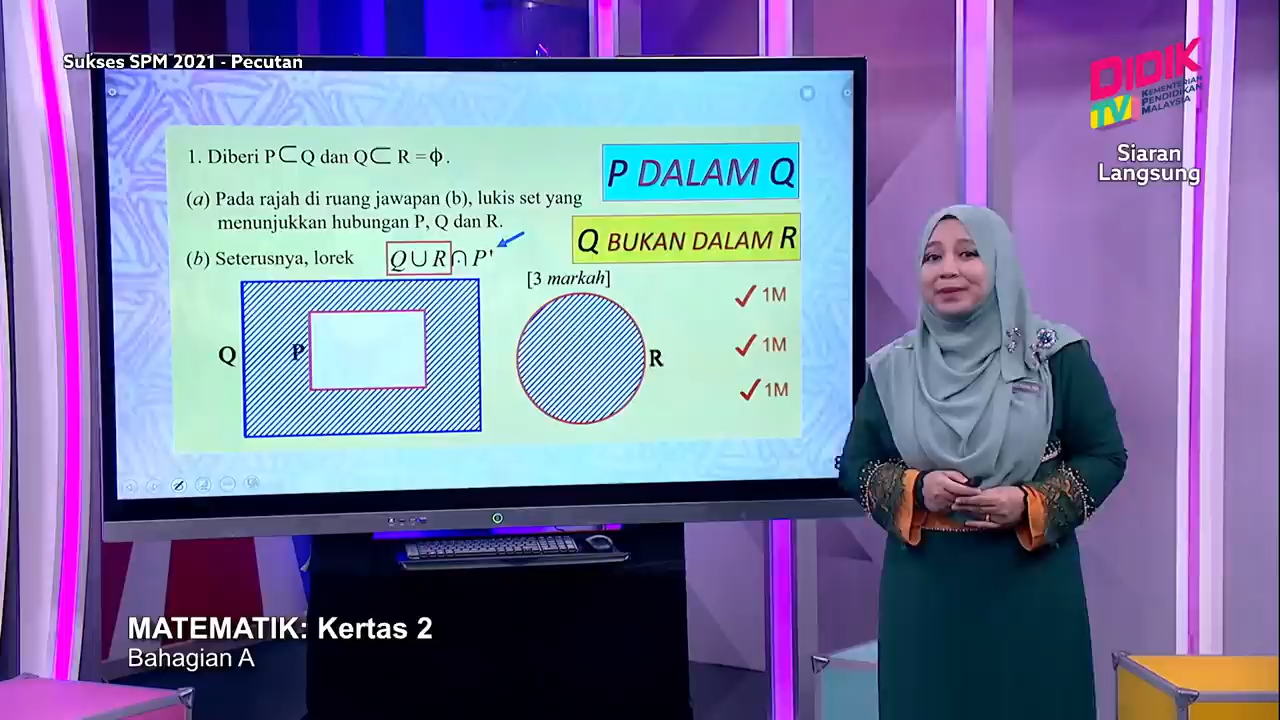 Sukses SPM 2021 - Pecutan
DIDIK
TV
KEMENTERIAN
PENDIDIKAN
MALAYSIA
Siaran
Langsung
1. Diberi P⊂Q dan Q⊂ R = ϕ.
P DALAM Q
(a) Pada rajah di ruang jawapan (b), lukis set yang
menunjukkan hubungan P, Q dan R.
Q BUKAN DALAM R
(b) Seterusnya, lorek Q∪R∩P'
[3 markah]
✓ 1M
✓ 1M
✓ 1M
Q
P
R
MATEMATIK: Kertas 2
Bahagian A